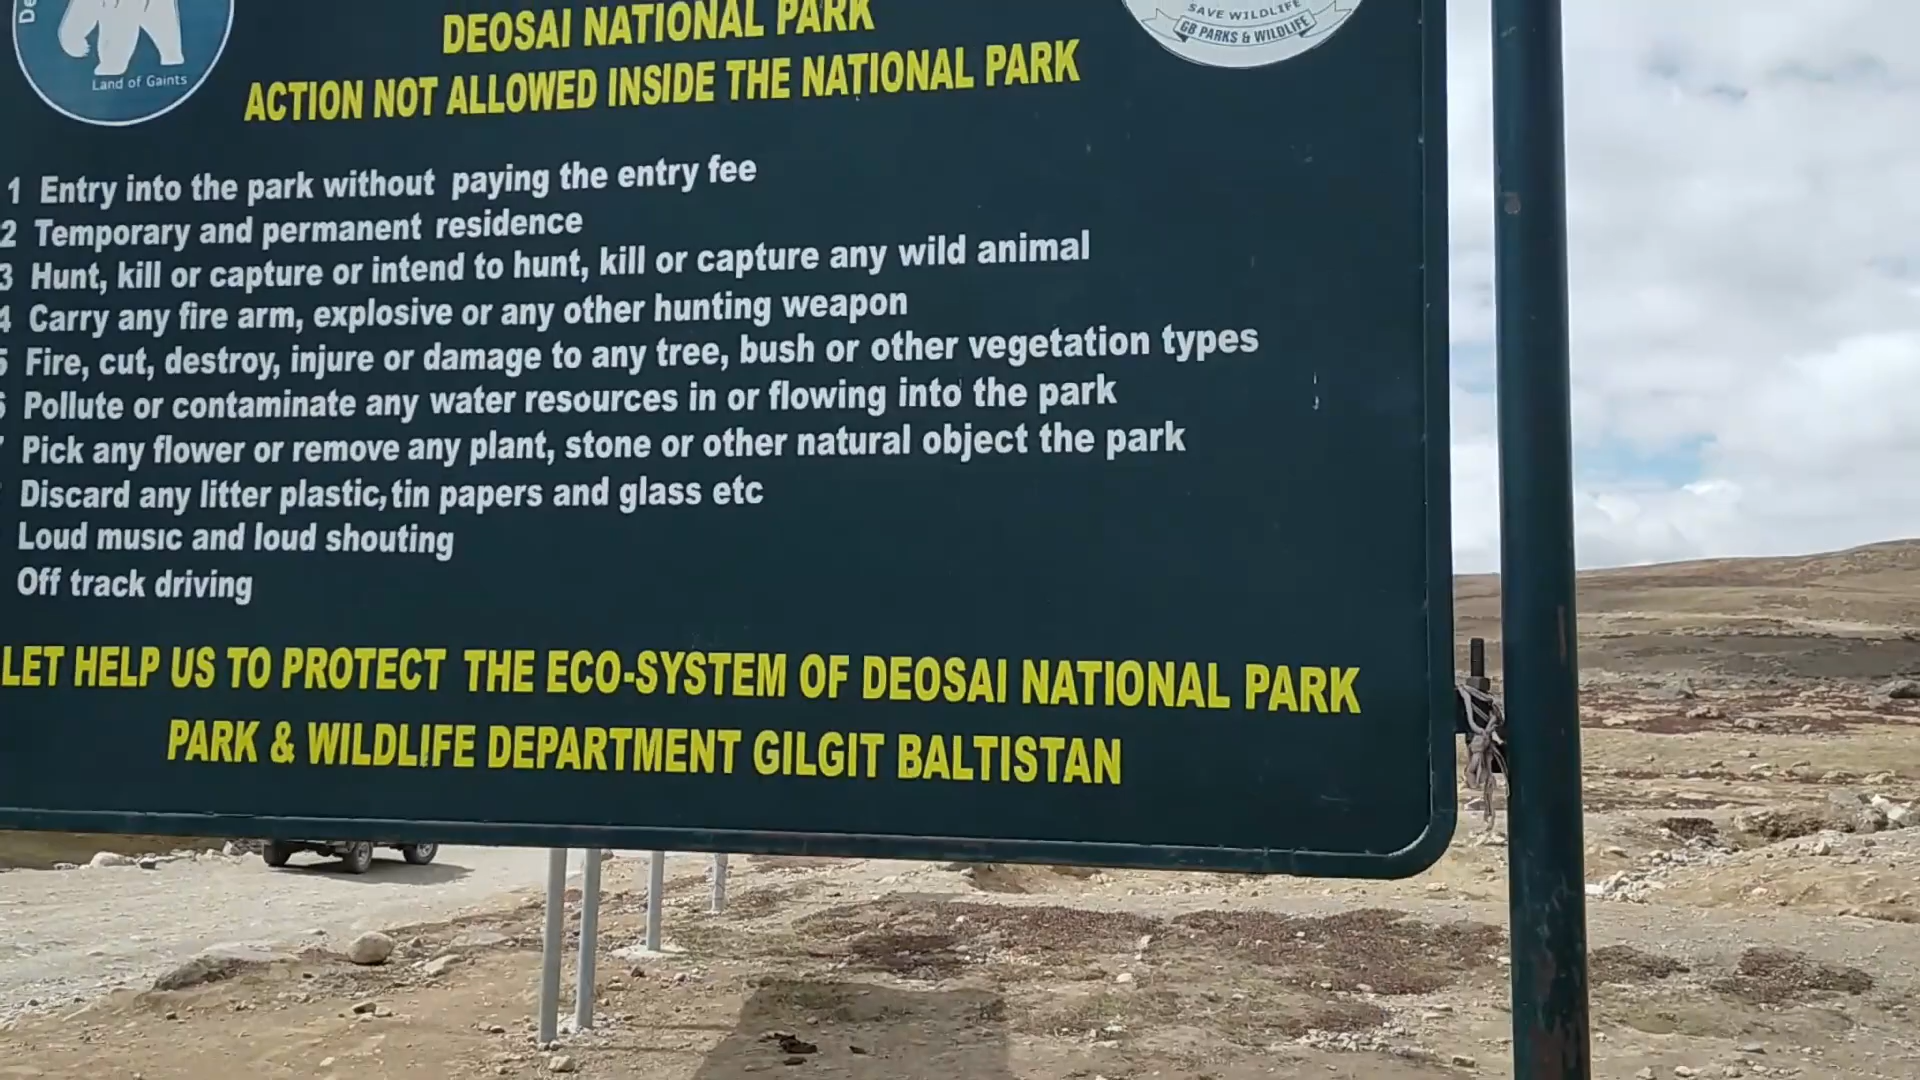 De
Land of Gaints
SAVE WILDLIFE
GB PARKS & WILDLIFE
DEOSAI NATIONAL PARK
ACTION NOT ALLOWED INSIDE THE NATIONAL PARK
1 Entry into the park without paying the entry fee
2 Temporary and permanent residence
3 Hunt, kill or capture or intend to hunt, kill or capture any wild animal
4 Carry any fire arm, explosive or any other hunting weapon
5 Fire, cut, destroy, injure or damage to any tree, bush or other vegetation types
6 Pollute or contaminate any water resources in or flowing into the park
Pick any flower or remove any plant, stone or other natural object the park
Discard any litter plastic, tin papers and glass etc
Loud music and loud shouting
Off track driving
LET HELP US TO PROTECT THE ECO-SYSTEM OF DEOSAI NATIONAL PARK
PARK & WILDLIFE DEPARTMENT GILGIT BALTISTAN